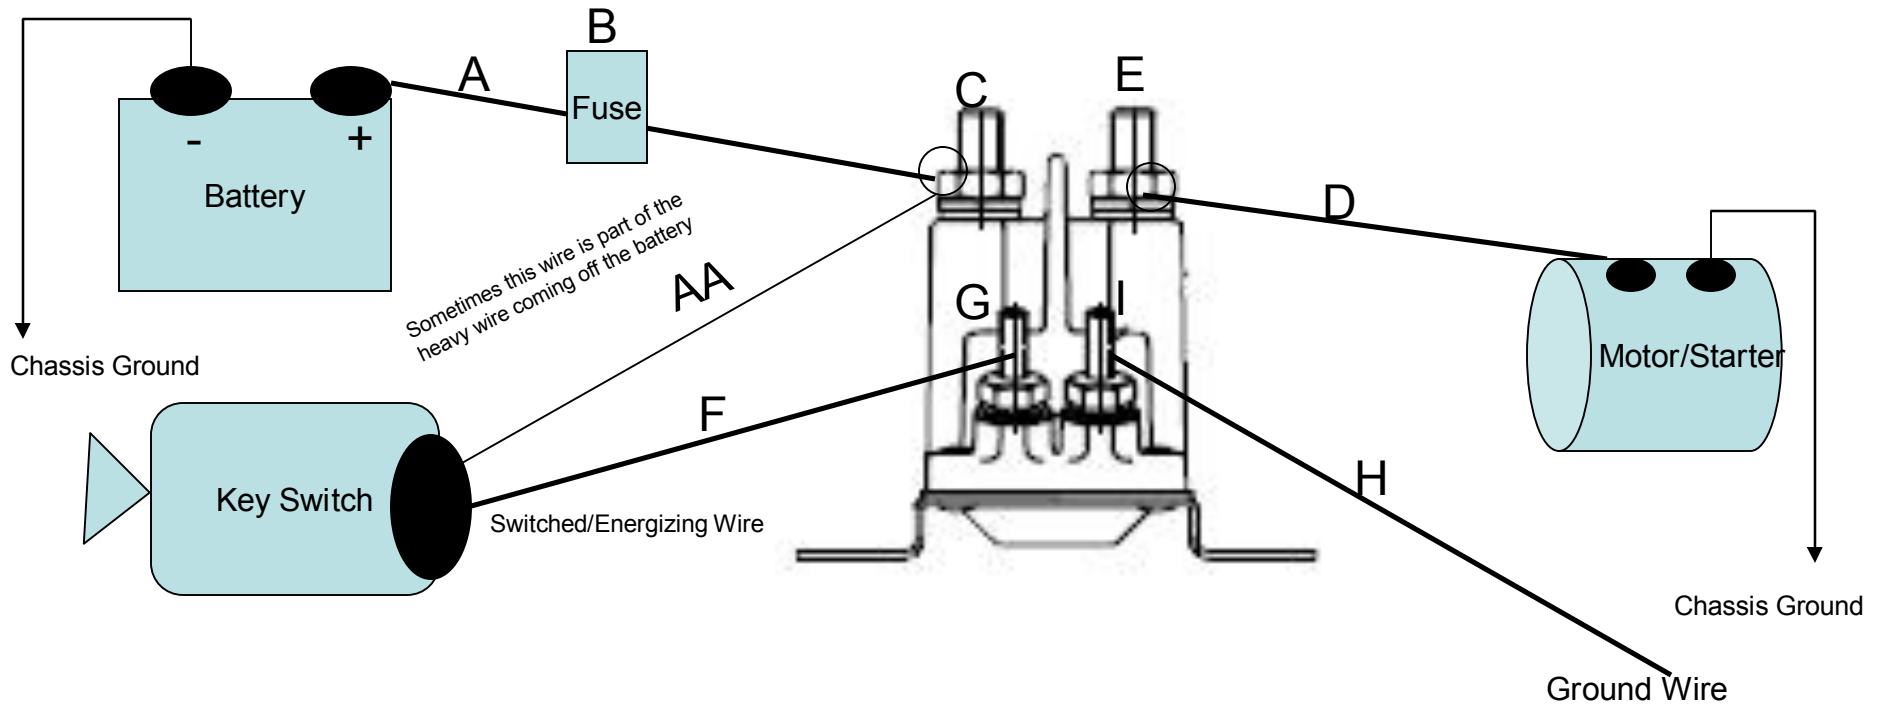 B
A
C
E
Fuse
-
+
Battery
Sometimes this wire is part of the
heavy wire coming off the battery
AA
D
Chassis Ground
G
I
Motor/Starter
F
Key Switch
Switched/Energizing Wire
H
Chassis Ground
Ground Wire